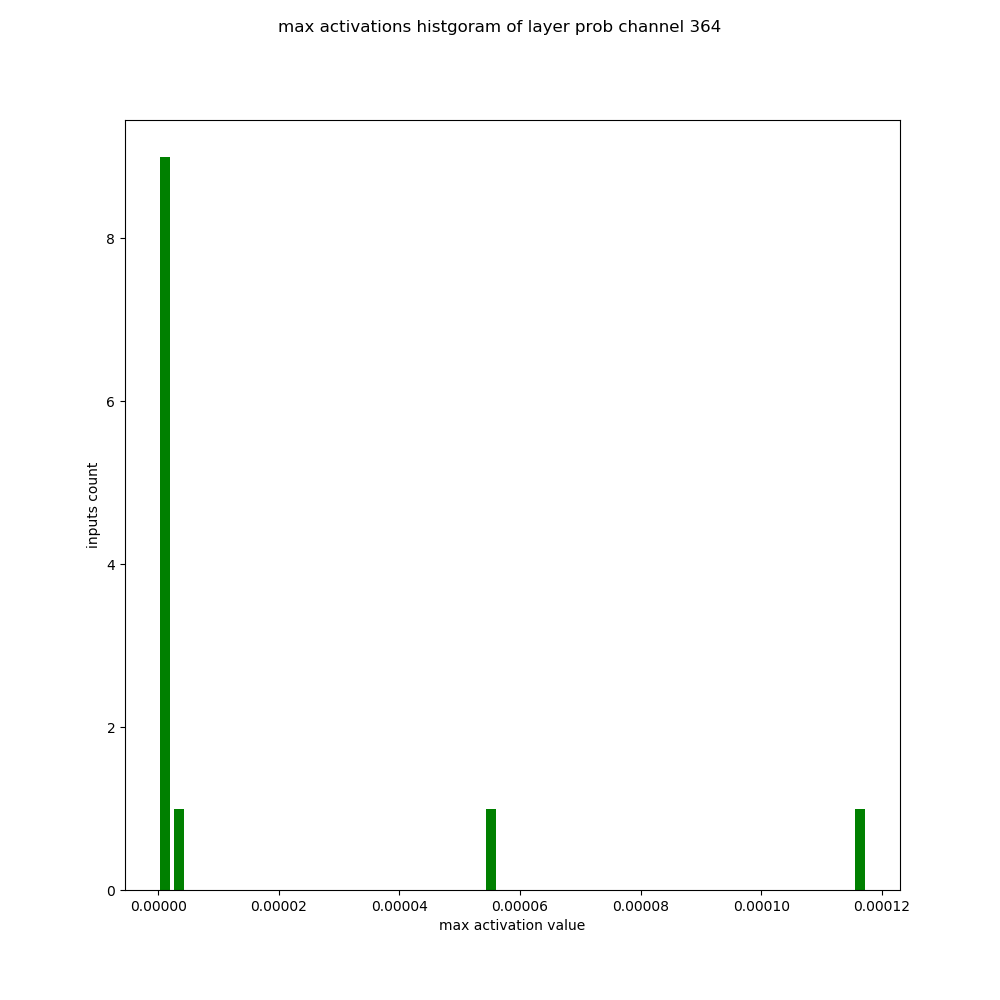 max activations histgoram of layer prob channel 364
8
6
4
2
0
inputs count
0.00000 0.00002 0.00004 0.00006 0.00008 0.00010 0.00012
max activation value